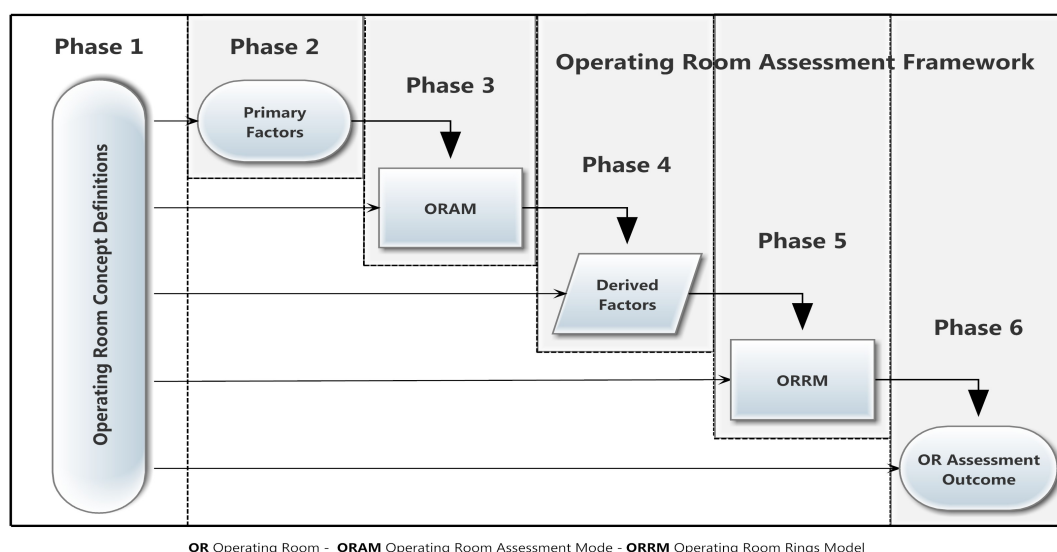 Phase 1
Phase 2
Operating Room Assessment Framework
Phase 3
Primary
Factors
Phase 4
ORAM
Phase 5
Derived
Factors
Phase 6
ORRM
Operating Room Concept Definitions
OR Assessment
Outcome
OR Operating Room - ORAM Operating Room Assessment Mode - ORRM Operating Room Rings Model